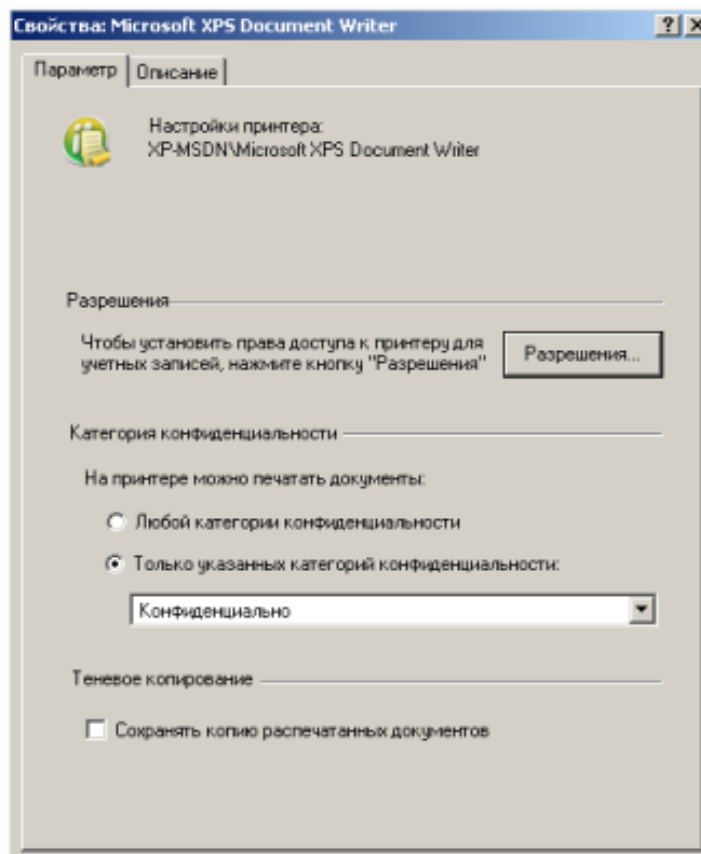 Свойства: Microsoft XPS Document Writer
Параметр
Описание
Настройки принтера:
XP-MSDN\Microsoft XPS Document Writer
Разрешения
Чтобы установить права доступа к принтеру для
учетных записей, нажмите кнопку "Разрешения"
Разрешения...
Категория конфиденциальности
На принтере можно печатать документы:
Любой категории конфиденциальности
Только указанных категорий конфиденциальности:
Конфиденциально
Теневое копирование
Сохранять копию распечатанных документов